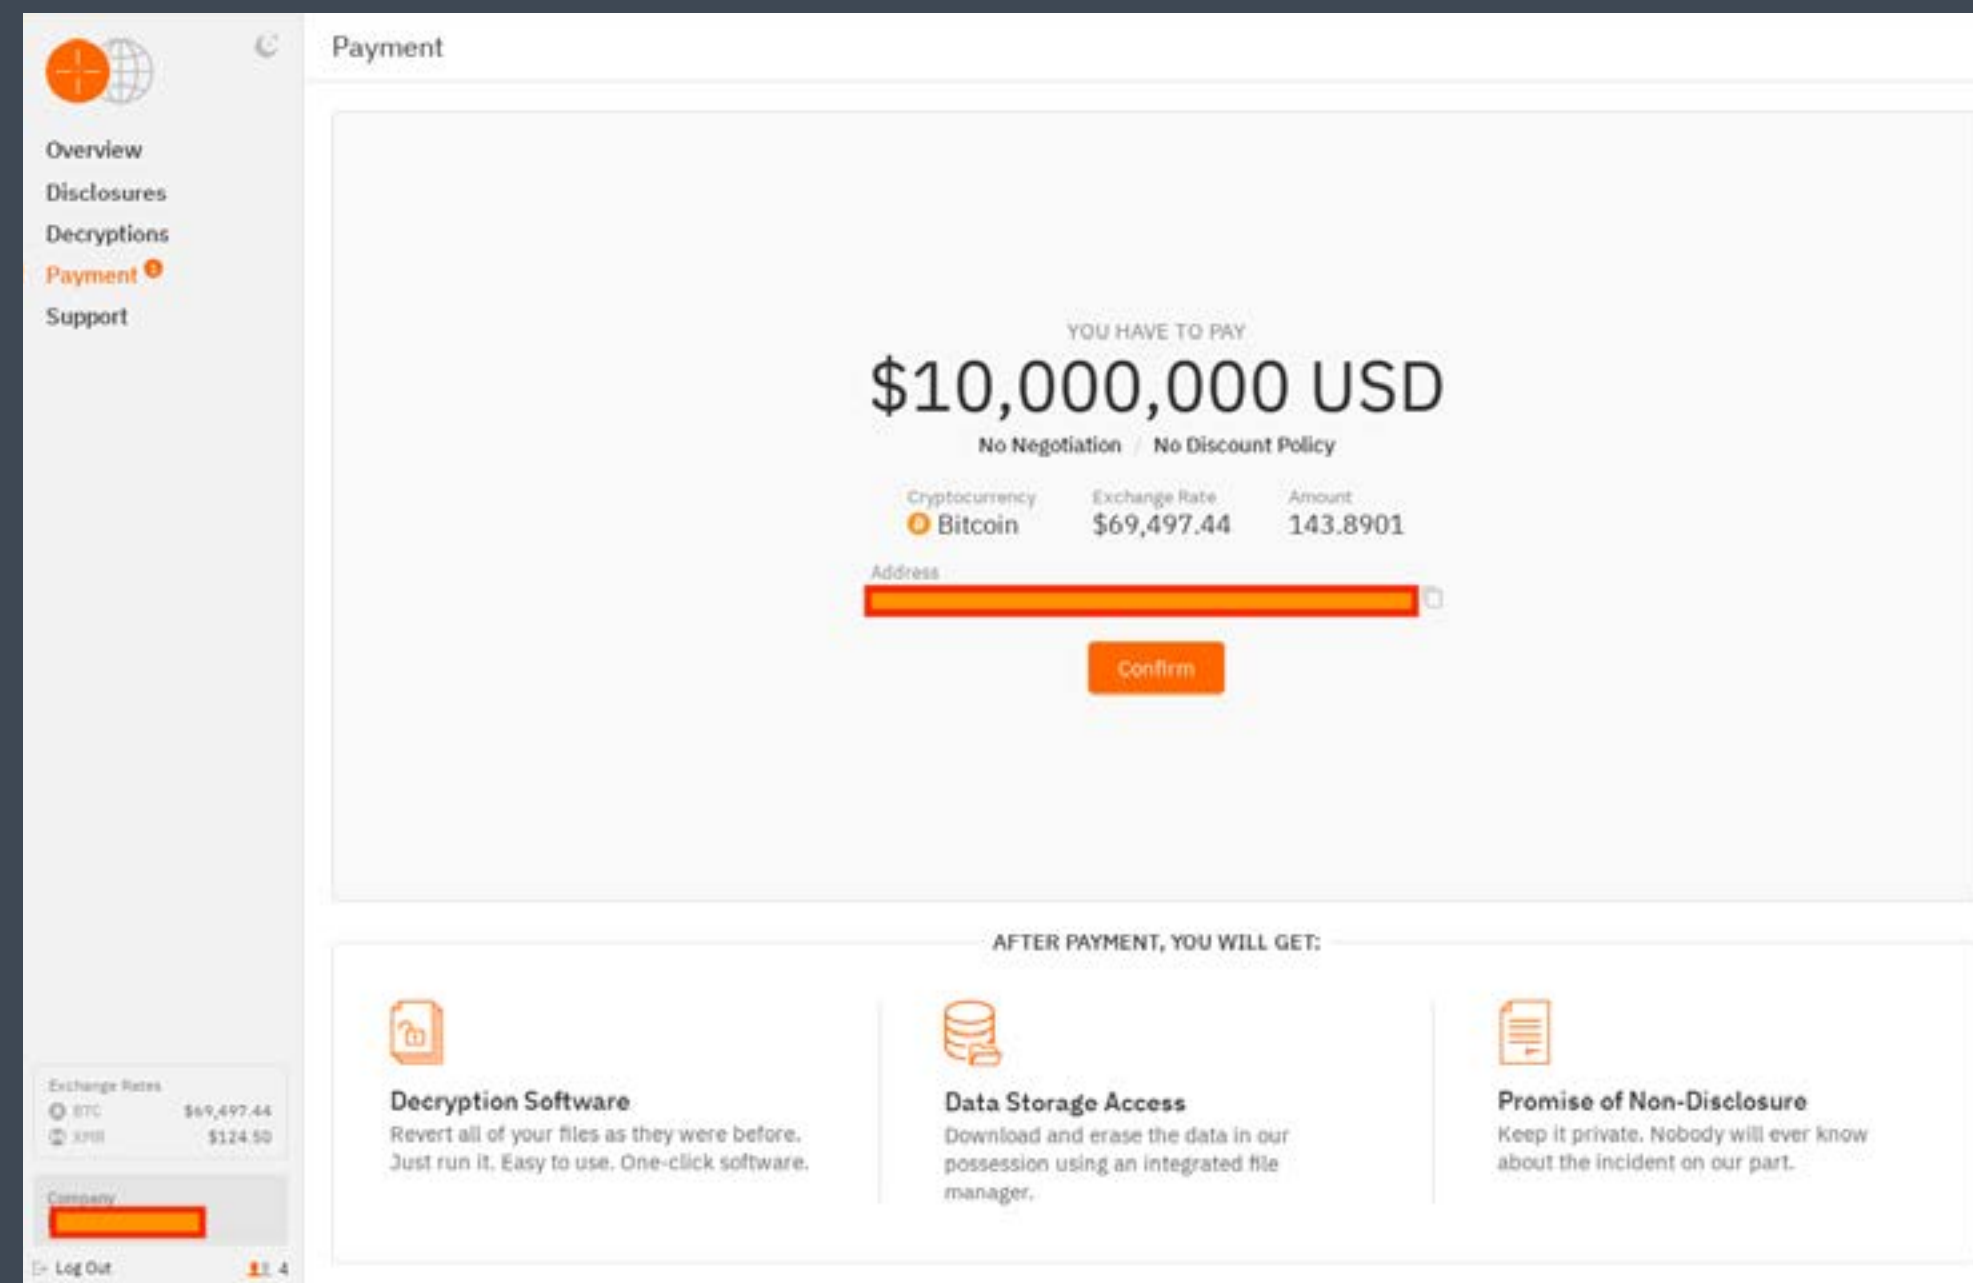 Payment
Overview
Disclosures
Decryptions
Payment
Support
YOU HAVE TO PAY
$10,000,000 USD
No Negotiation / No Discount Policy
Cryptocurrency Exchange Rate Amount
Bitcoin $69,497.44 143.8901
Address
Confirm
AFTER PAYMENT, YOU WILL GET:
Decryption Software
Revert all of your files as they were before.
Just run it. Easy to use. One-click software.
Data Storage Access
Download and erase the data in our
possession using an integrated file
manager.
Promise of Non-Disclosure
Keep it private. Nobody will ever know
about the incident on our part.
Exchange Rates
BTC $69,497.44
XMR $124.50
Company
Log Out 4